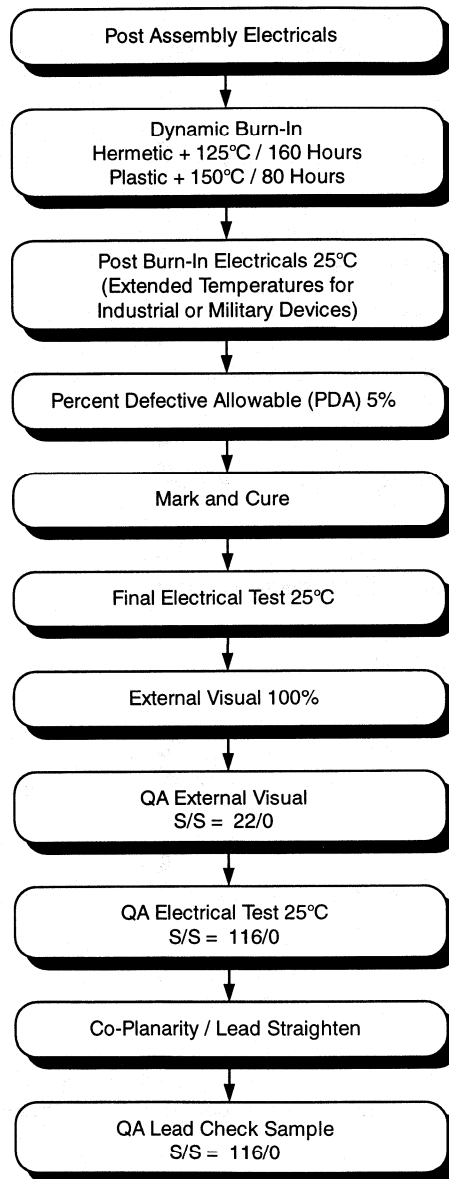 Post Assembly Electricals
Dynamic Burn-In
Hermetic + 125°C / 160 Hours
Plastic + 150°C / 80 Hours
Post Burn-In Electricals 25°C
(Extended Temperatures for
Industrial or Military Devices)
Percent Defective Allowable (PDA) 5%
Mark and Cure
Final Electrical Test 25°C
External Visual 100%
QA External Visual
S/S = 22/0
QA Electrical Test 25°C
S/S = 116/0
Co-Planarity / Lead Straighten
QA Lead Check Sample
S/S = 116/0